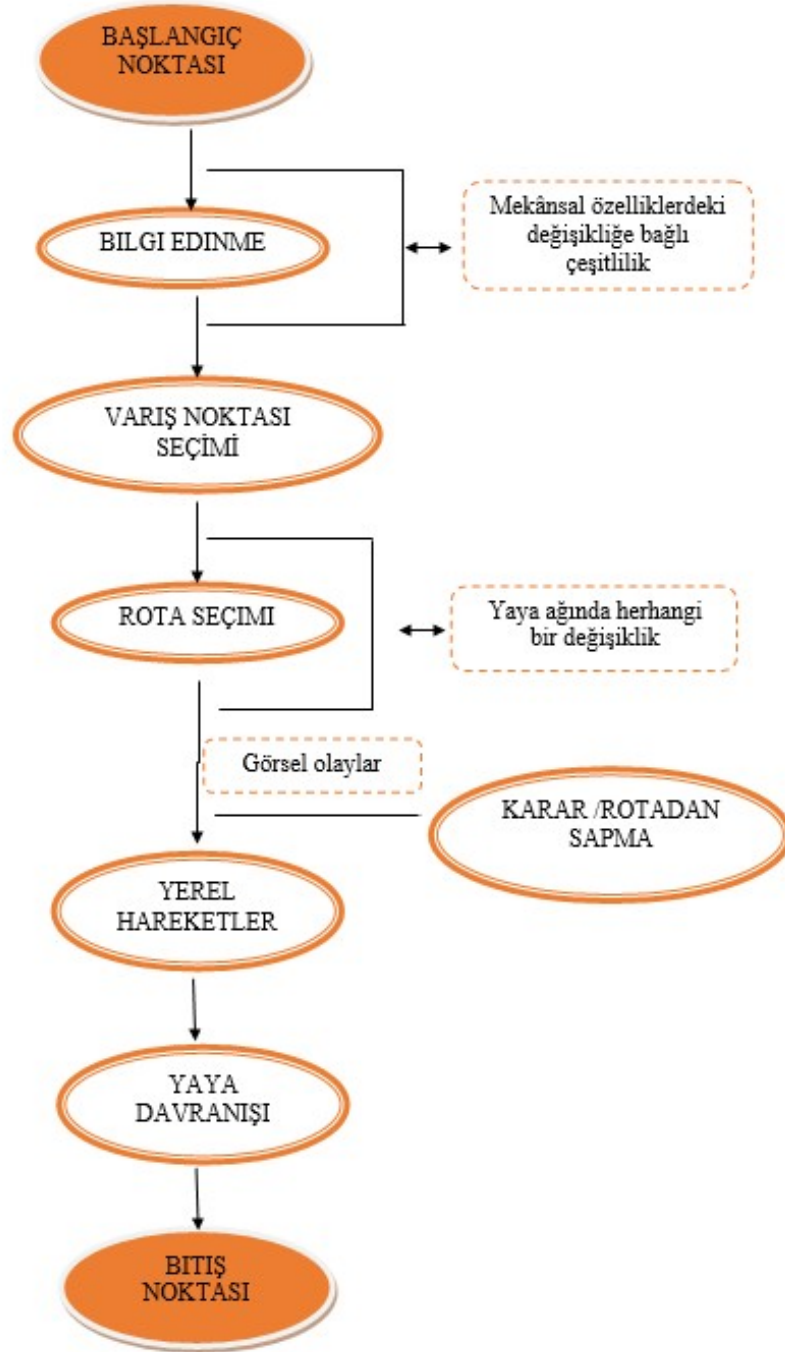 BAŞLANGIÇ
NOKTASI
BILGI EDINME
Mekânsal özelliklerdeki
değişikliğe bağlı
çeşitlilik
VARIŞ NOKTASI
SEÇİMİ
ROTA SEÇIMI
Yaya ağında herhangi
bir değişiklik
Görsel olaylar
KARAR /ROTADAN
SAPMA
YEREL
HAREKETLER
YAYA
DAVRANIŞI
BITIŞ
NOKTASI